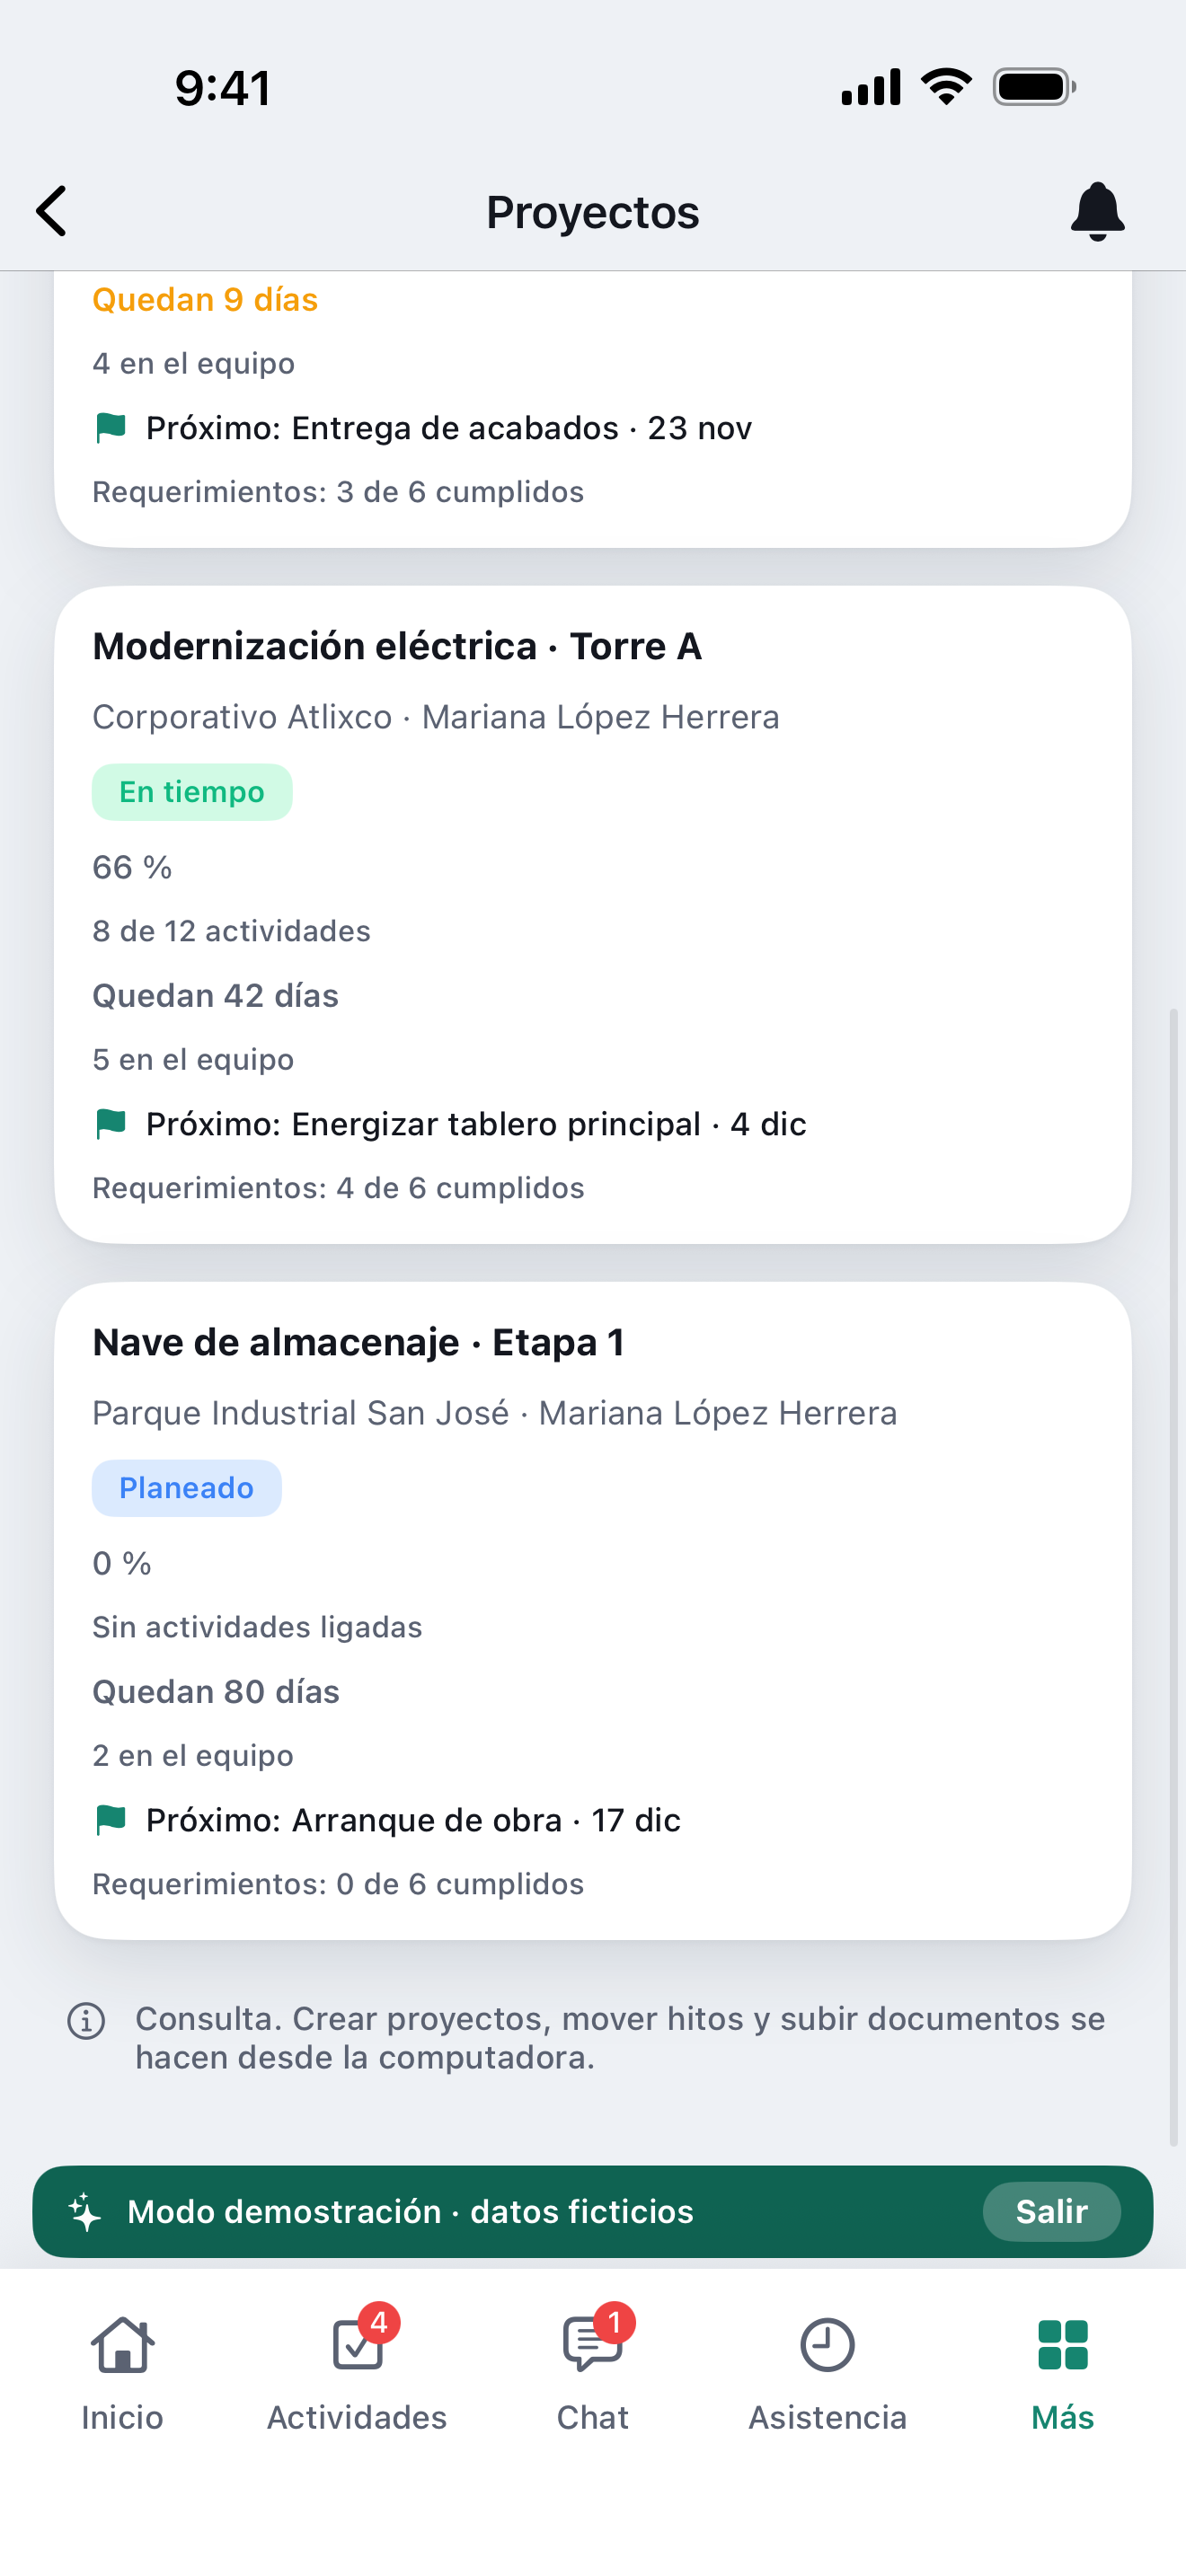 9:41
Proyectos
Quedan 9 días
4 en el equipo
Próximo: Entrega de acabados · 23 nov
Requerimientos: 3 de 6 cumplidos
Modernización eléctrica · Torre A
Corporativo Atlixco · Mariana López Herrera
En tiempo
66 %
8 de 12 actividades
Quedan 42 días
5 en el equipo
Próximo: Energizar tablero principal · 4 dic
Requerimientos: 4 de 6 cumplidos
Nave de almacenaje · Etapa 1
Parque Industrial San José · Mariana López Herrera
Planeado
0 %
Sin actividades ligadas
Quedan 80 días
2 en el equipo
Próximo: Arranque de obra · 17 dic
Requerimientos: 0 de 6 cumplidos
Consulta. Crear proyectos, mover hitos y subir documentos se
hacen desde la computadora.
Modo demostración · datos ficticios
Salir
4
1
Inicio
Actividades
Chat
Asistencia
Más